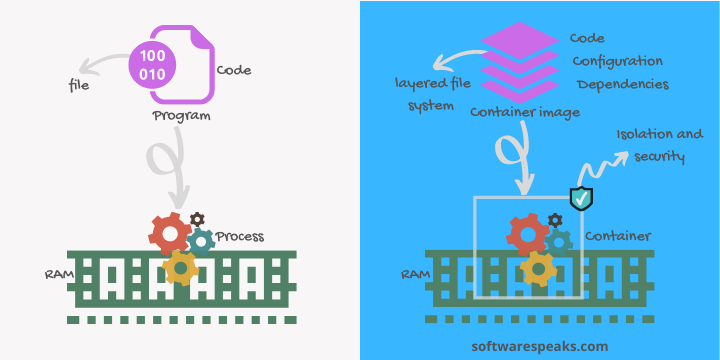 100
010
file
Code
Program
Process
RAM
Code
Configuration
Dependencies
layered file
system
Container image
Isolation and
security
Container
RAM
softwarespeaks.com